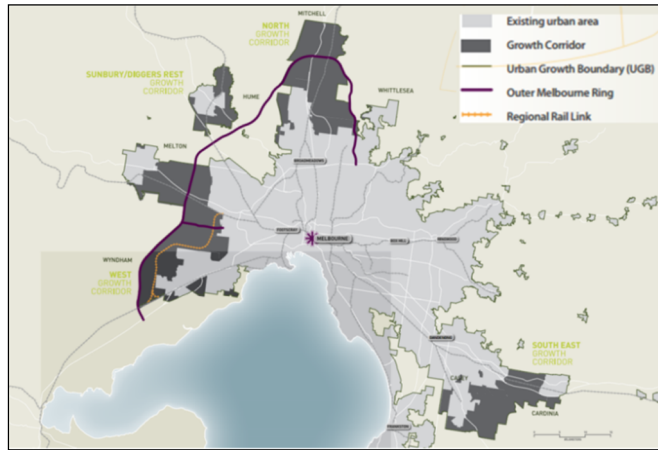 Existing urban area
Growth Corridor
Urban Growth Boundary (UGB)
Outer Melbourne Ring
Regional Rail Link
MITCHELL
NORTH
GROWTH
CORRIDOR
SUNBURY/DIGGERS REST
GROWTH
CORRIDOR
HUME
WHITTLESEA
MELTON
MELBOURNE
WYNDHAM
WEST
GROWTH
CORRIDOR
SOUTH EAST
GROWTH
CORRIDOR
CASEY
CARDINIA